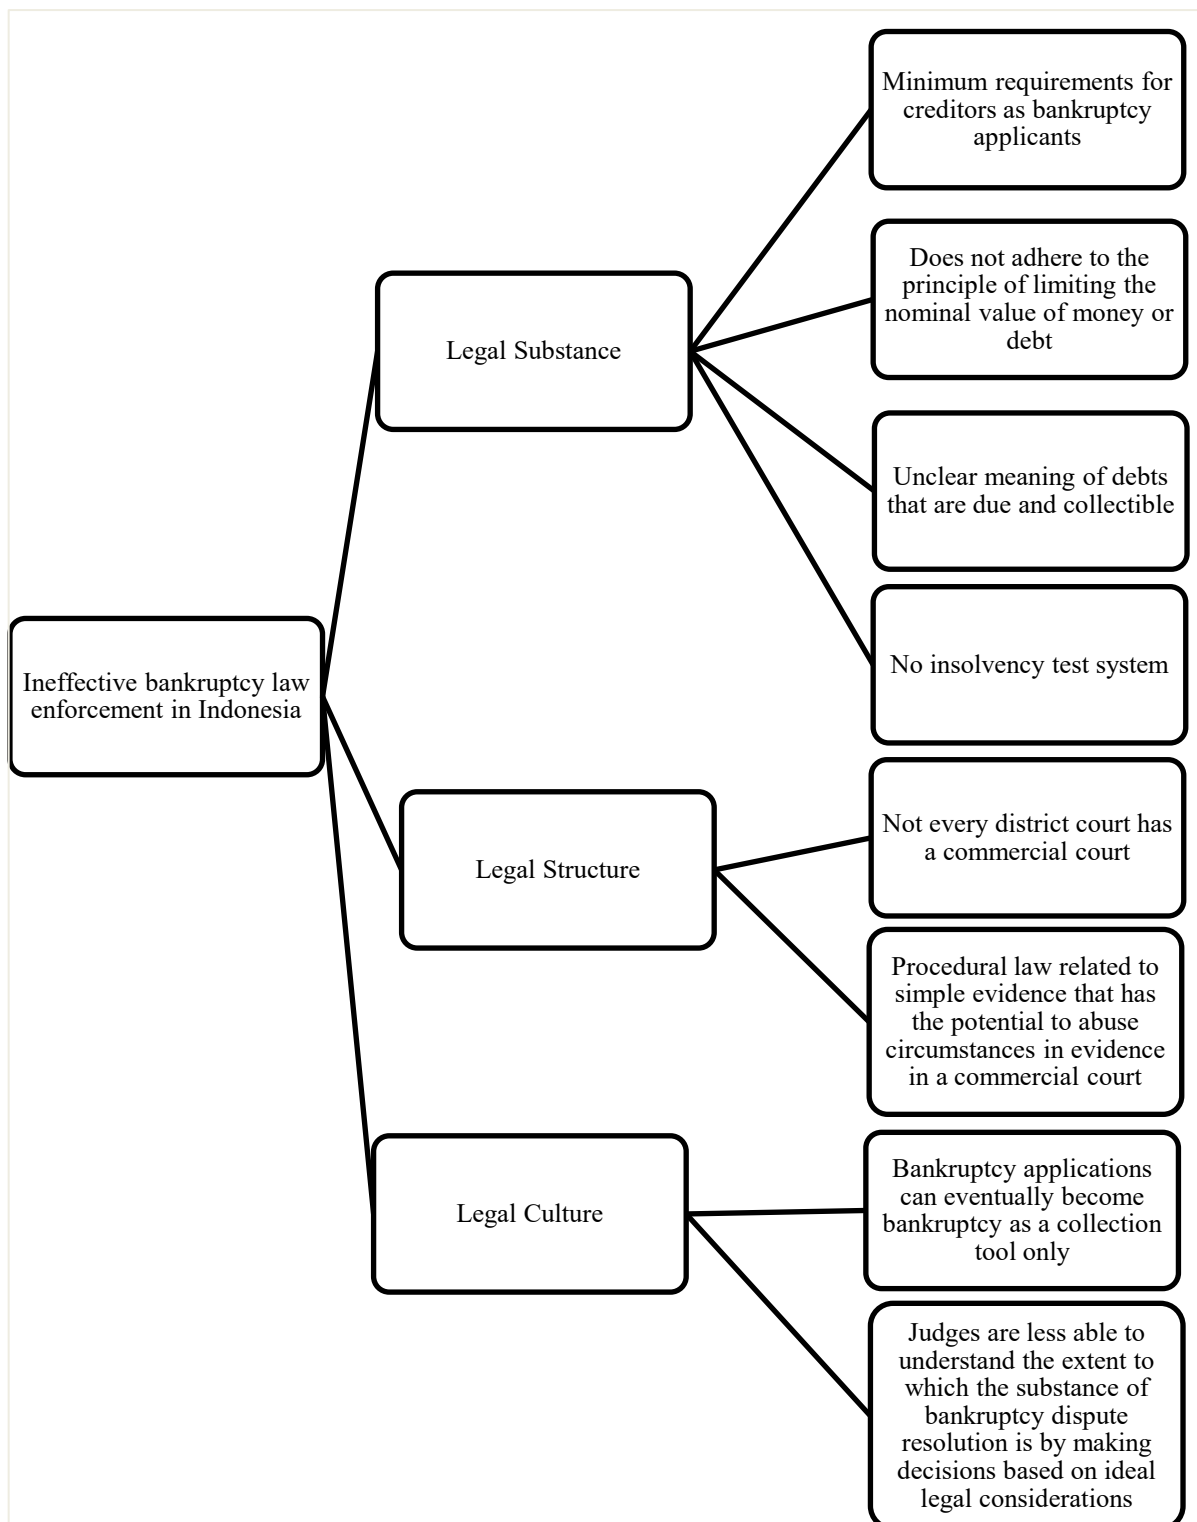 Minimum requirements for
creditors as bankruptcy
applicants
Does not adhere to the
principle of limiting the
nominal value of money or
debt
Legal Substance
Unclear meaning of debts
that are due and collectible
No insolvency test system
Ineffective bankruptcy law
enforcement in Indonesia
Not every district court has
a commercial court
Legal Structure
Procedural law related to
simple evidence that has
the potential to abuse
circumstances in evidence
in a commercial court
Bankruptcy applications
can eventually become
bankruptcy as a collection
tool only
Legal Culture
Judges are less able to
understand the extent to
which the substance of
bankruptcy dispute
resolution is by making
decisions based on ideal
legal considerations